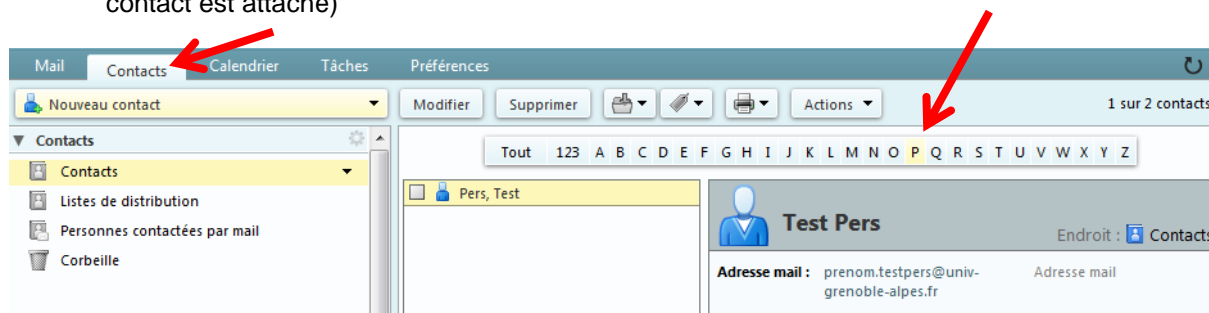 contact est attaché)
Mail Contacts Calendrier Tâches Préférences
Nouveau contact Modifier Supprimer Actions 1 sur 2 contacts
Contacts
Tout 123 A B C D E F G H I J K L M N O P Q R S T U V W X Y Z
Contacts
Listes de distribution
Personnes contactées par mail
Corbeille
Pers, Test
Test Pers
Endroit : Contacts
Adresse mail : prenom.testpers@univ-
grenoble-alpes.fr
Adresse mail